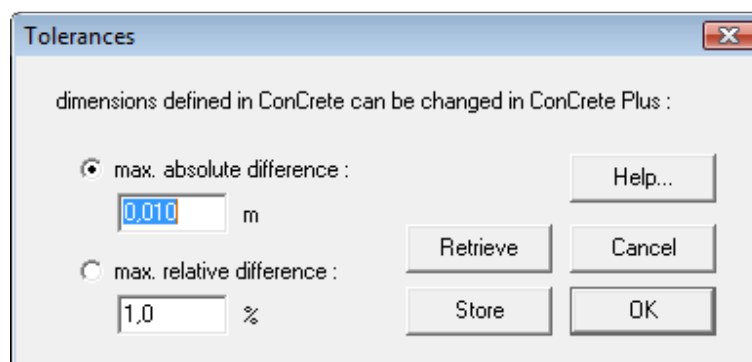 Tolerances
dimensions defined in ConCrete can be changed in ConCrete Plus :
max. absolute difference :
Help...
0,010 m
Retrieve
Cancel
max. relative difference :
1,0 %
Store
OK